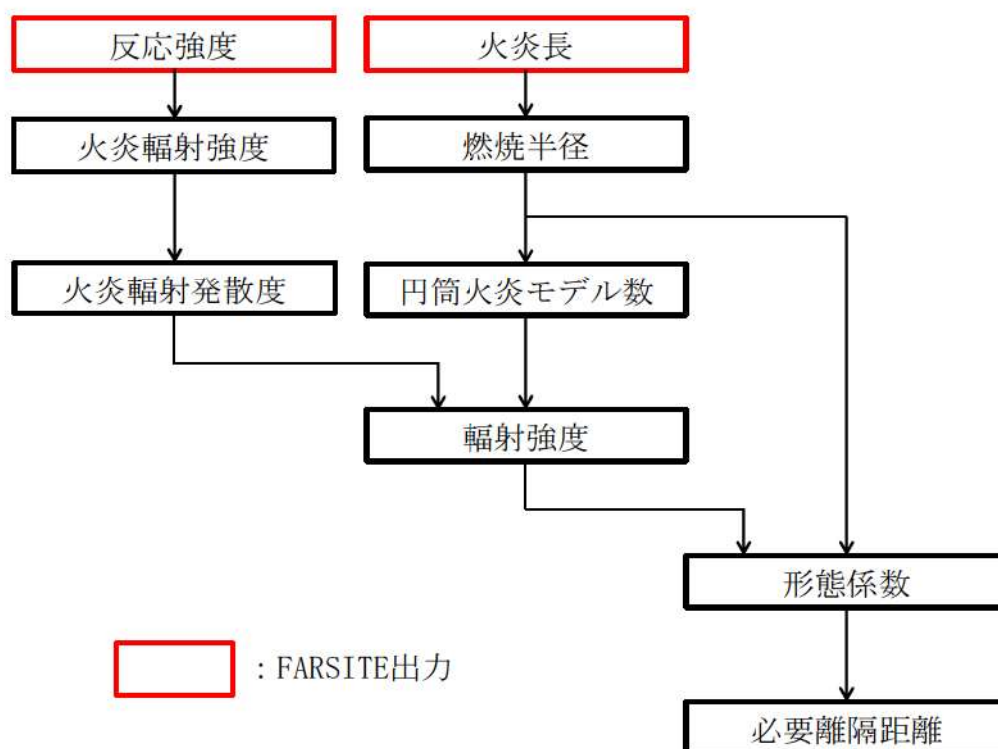 反応強度
火炎長
火炎輻射強度
燃焼半径
火炎輻射発散度
円筒火炎モデル数
輻射強度
形態係数
：FARSITE出力
必要離隔距離